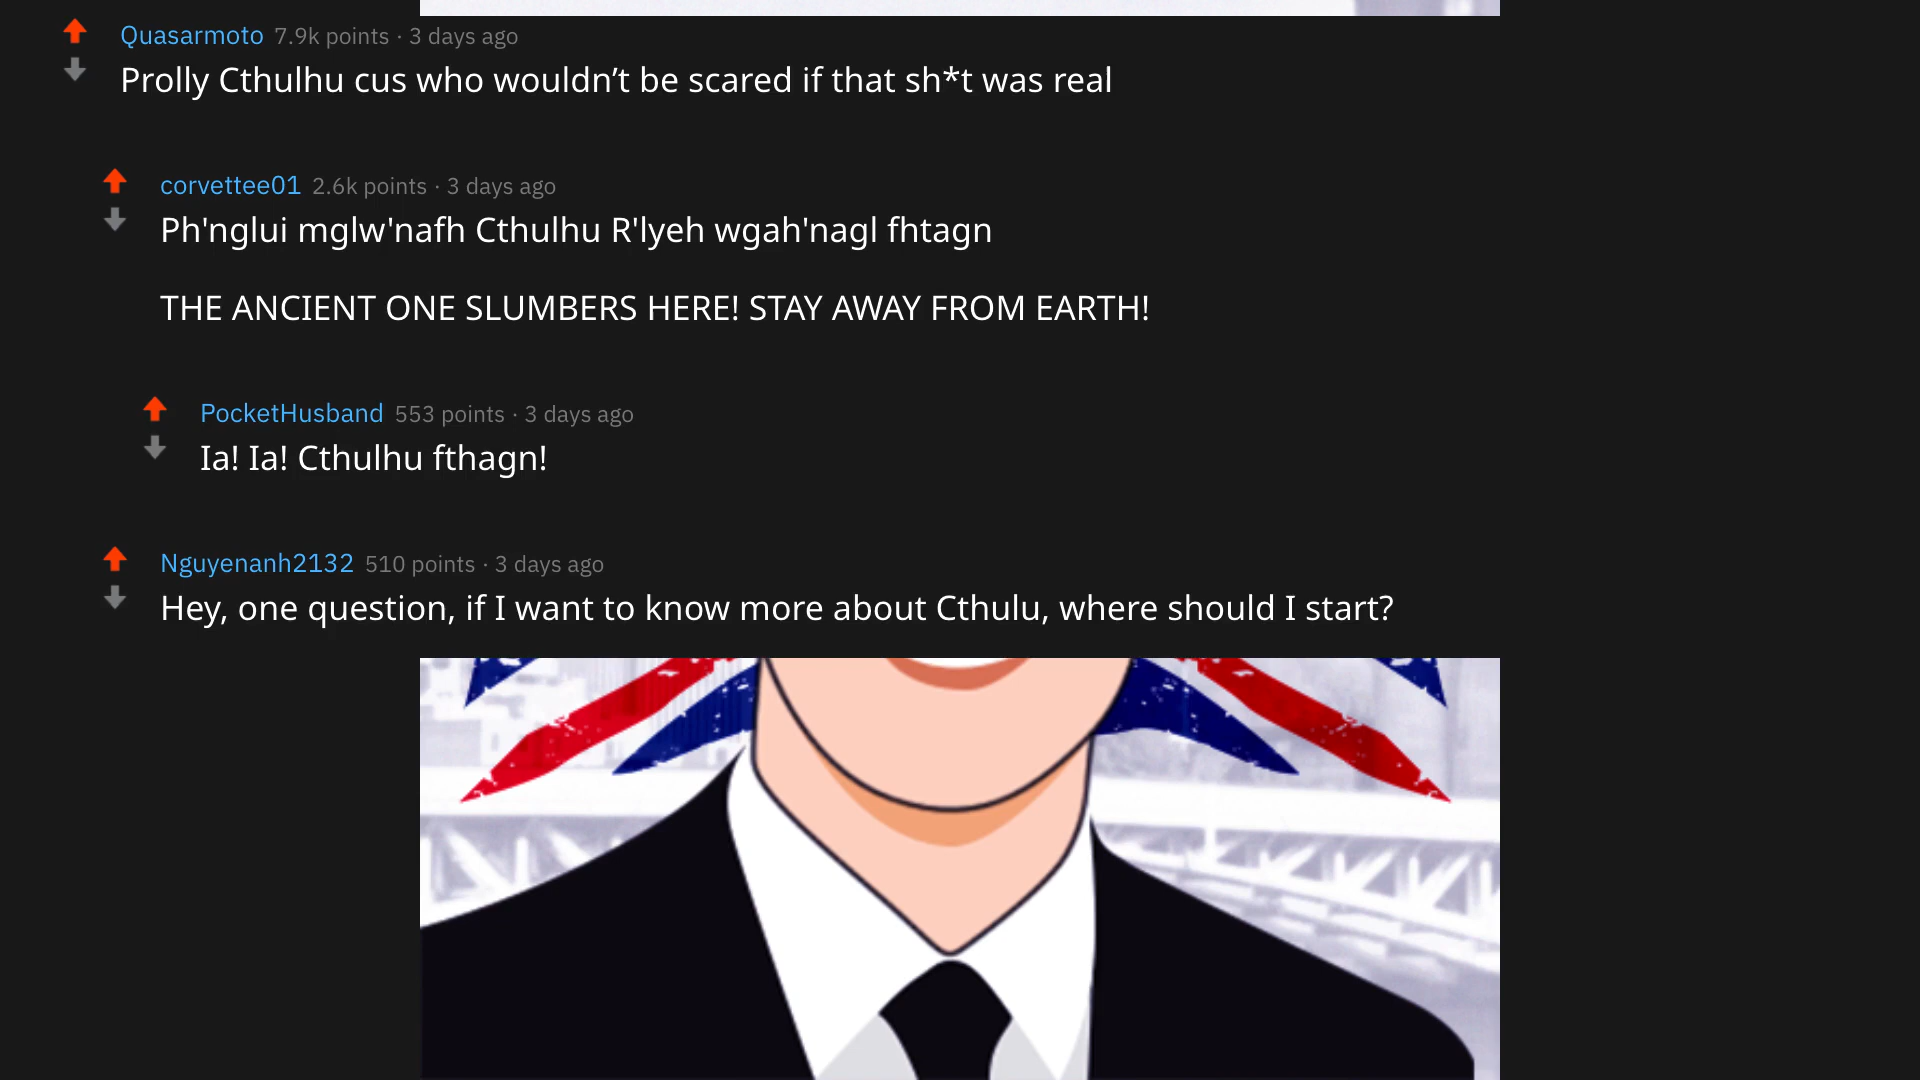 Quasarmoto 7.9k points · 3 days ago
Prolly Cthulhu cus who wouldn’t be scared if that sh*t was real
corvettee01 2.6k points · 3 days ago
Ph'nglui mglw'nafh Cthulhu R'lyeh wgah'nagl fhtagn
THE ANCIENT ONE SLUMBERS HERE! STAY AWAY FROM EARTH!
PocketHusband 553 points · 3 days ago
Ia! Ia! Cthulhu fthagn!
Nguyenanh2132 510 points · 3 days ago
Hey, one question, if I want to know more about Cthulu, where should I start?